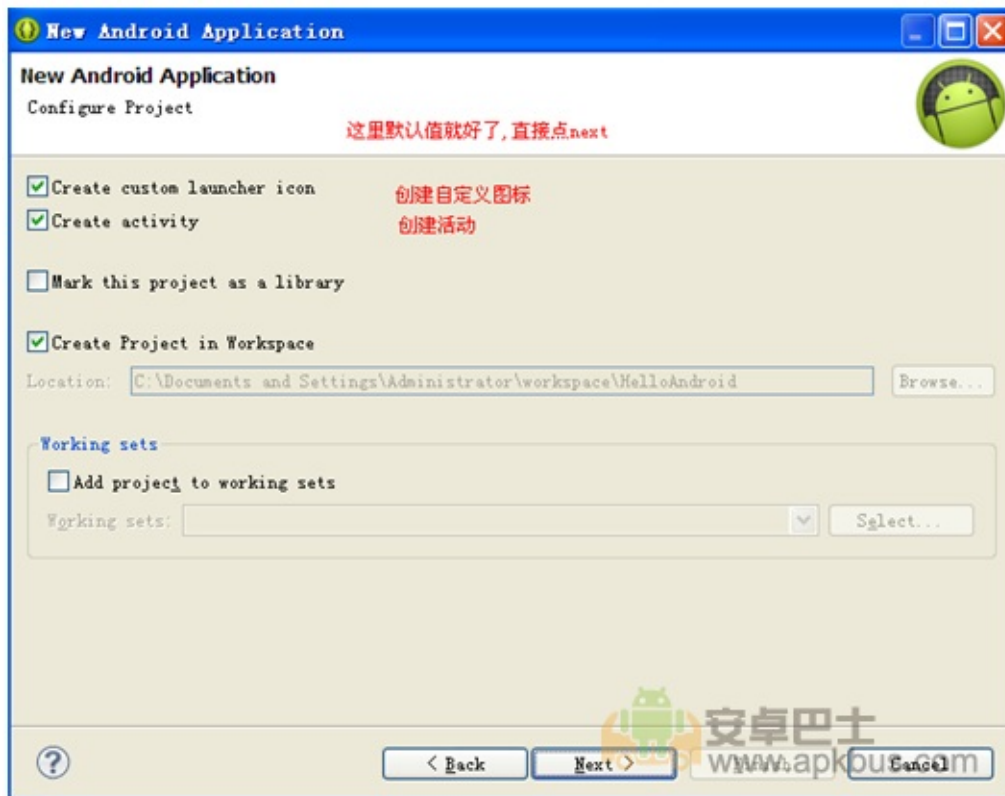 New Android Application
New Android Application
Configure Project
这里默认值就好了,直接点next
Create custom launcher icon 创建自定义图标
Create activity 创建活动
Mark this project as a library
Create Project in Workspace
Location: C:\Documents and Settings\Administrator\workspace\HelloAndroid Browse...
Working sets
Add project to working sets
Working sets: Select...
安卓巴士
? < Back Next > Cancel
www.apkbus.com